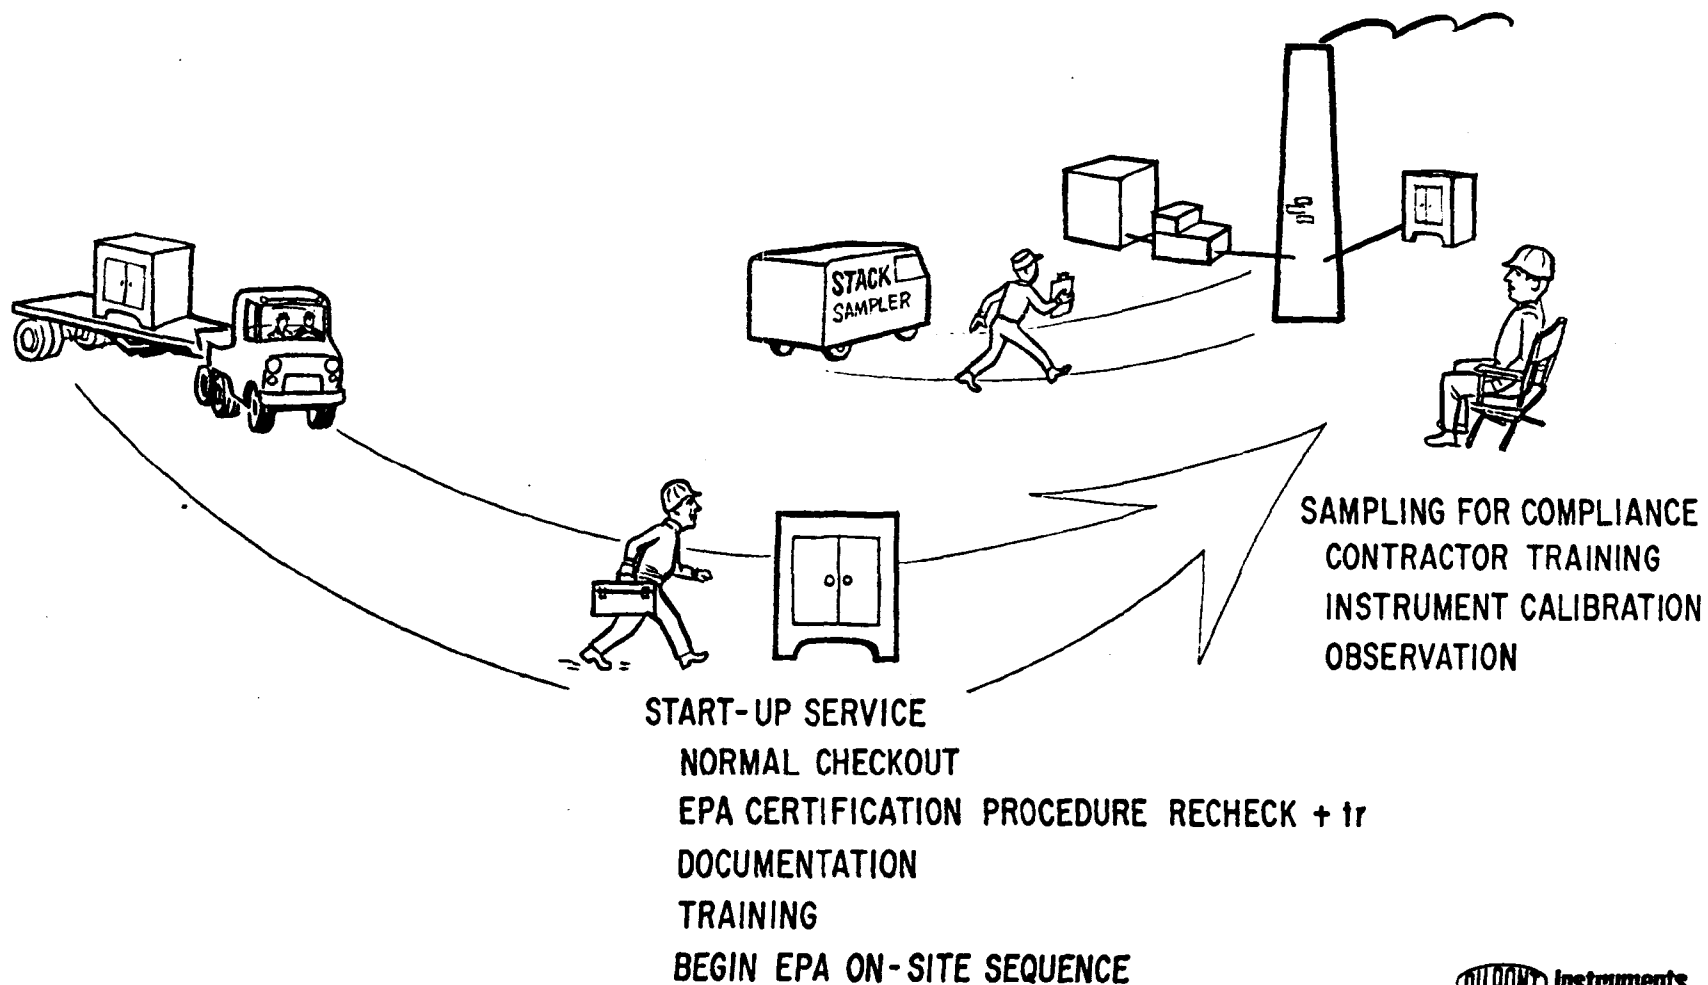 STACK
SAMPLER
SAMPLING FOR COMPLIANCE
CONTRACTOR TRAINING
INSTRUMENT CALIBRATION
OBSERVATION
START-UP SERVICE
NORMAL CHECKOUT
EPA CERTIFICATION PROCEDURE RECHECK + tr
DOCUMENTATION
TRAINING
BEGIN EPA ON-SITE SEQUENCE
DUPONT Instruments